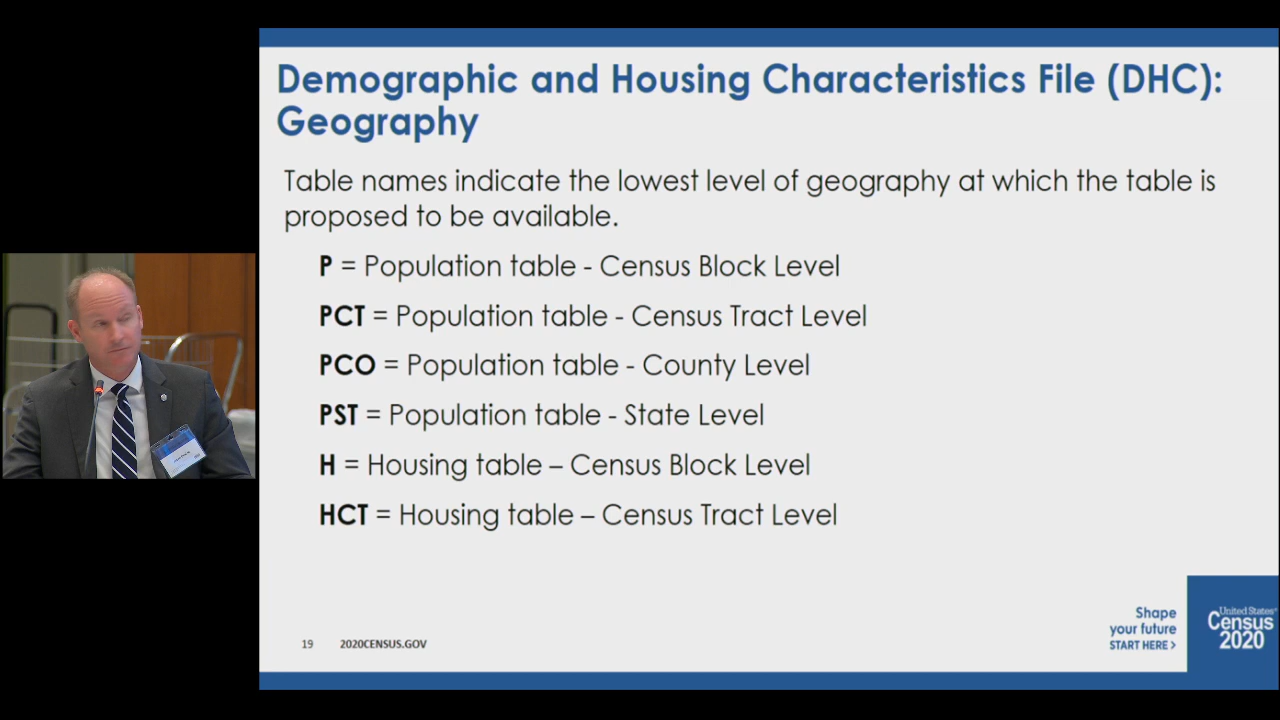 Demographic and Housing Characteristics File (DHC):
Geography
Table names indicate the lowest level of geography at which the table is
proposed to be available.
P = Population table - Census Block Level
PCT = Population table - Census Tract Level
PCO = Population table - County Level
PST = Population table - State Level
H = Housing table – Census Block Level
HCT = Housing table – Census Tract Level
19 2020CENSUS.GOV
Shape
your future
START HERE >
United States®
Census
2020